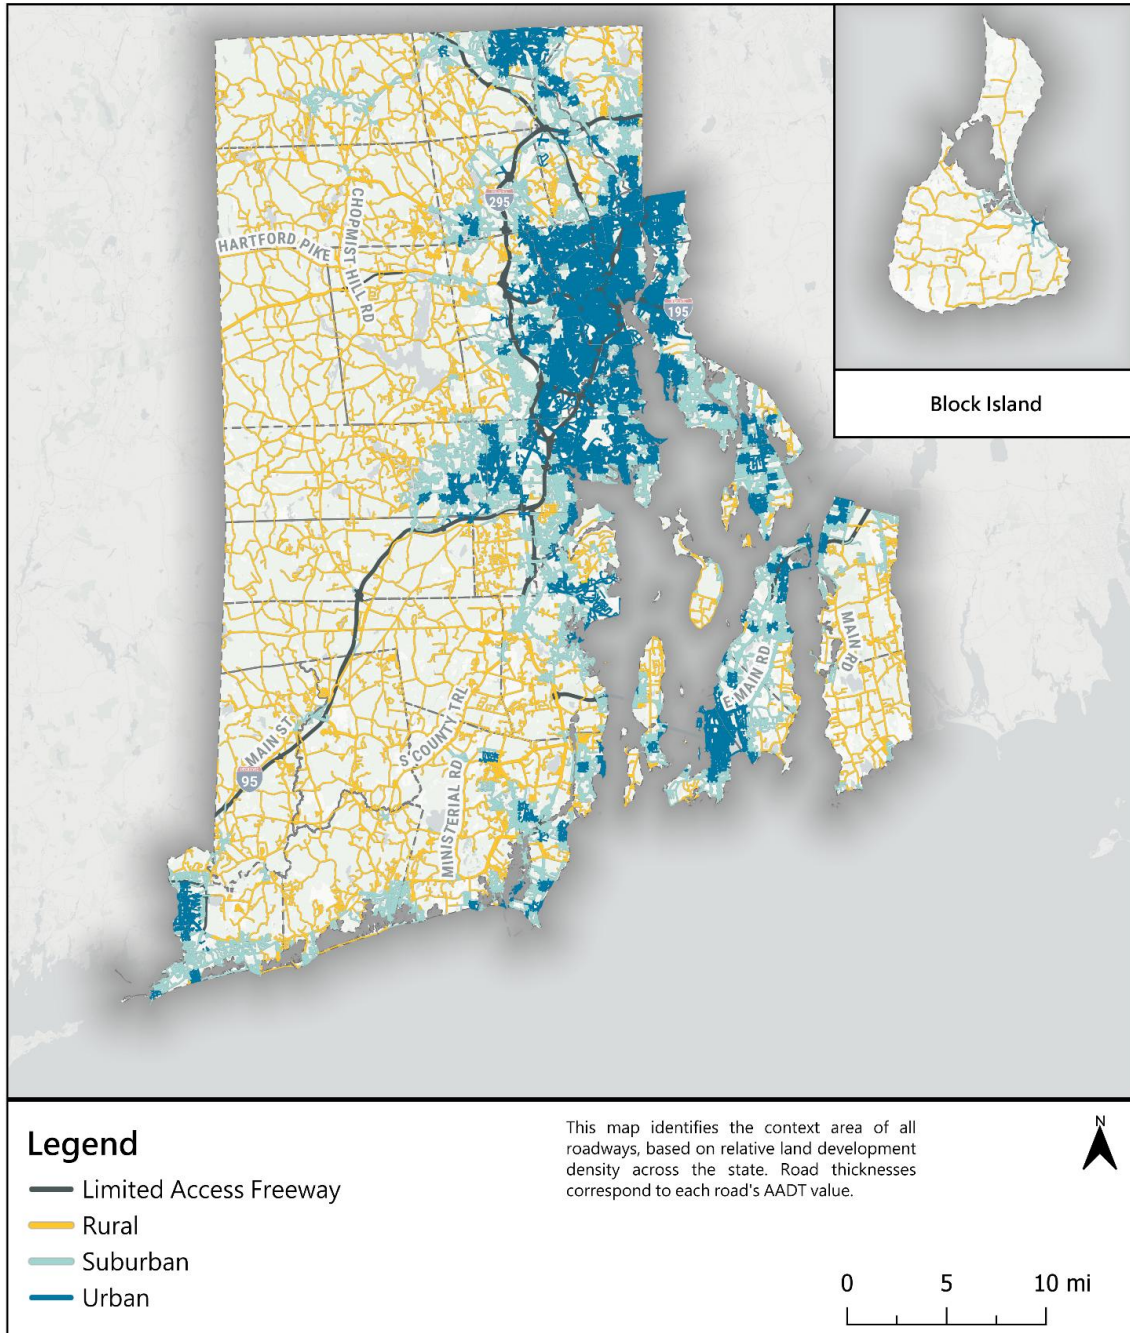 295
CHOPMIST HILL RD
HARTFORD PIKE
195
Block Island
MAIN RD
E MAIN RD
S COUNTY TRL
MAIN ST
95
MINISTERIAL RD
Legend
Limited Access Freeway
Rural
Suburban
Urban
This map identifies the context area of all
roadways, based on relative land development
density across the state. Road thicknesses
correspond to each road's AADT value.
N
0 5 10 mi